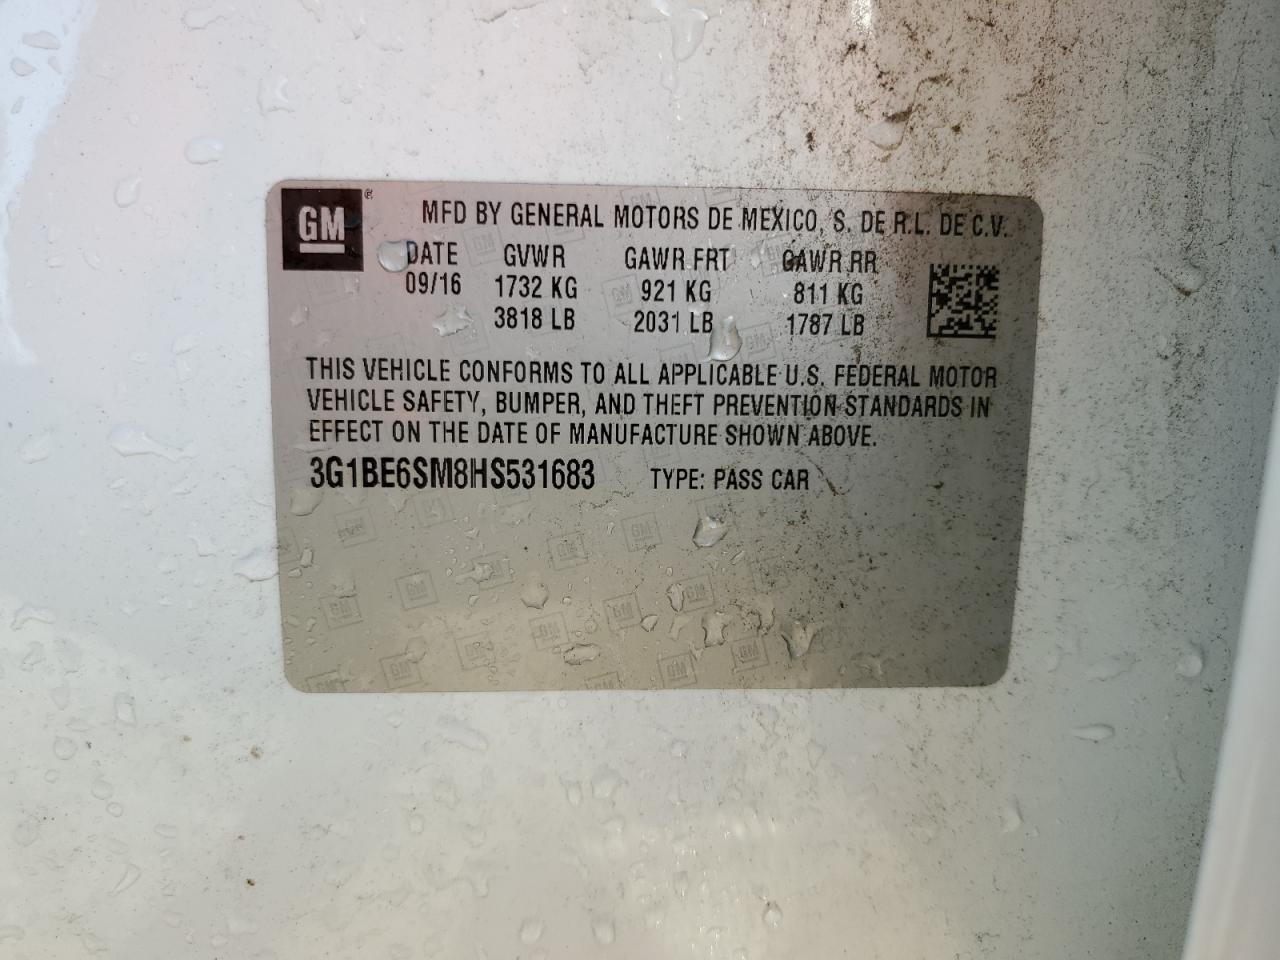 GM ®
MFD BY GENERAL MOTORS DE MEXICO, S. DE R.L. DE C.V.
DATE GVWR GAWR FRT GAWR RR
09/16 1732 KG 921 KG 811 KG
3818 LB 2031 LB 1787 LB
THIS VEHICLE CONFORMS TO ALL APPLICABLE U.S. FEDERAL MOTOR
VEHICLE SAFETY, BUMPER, AND THEFT PREVENTION STANDARDS IN
EFFECT ON THE DATE OF MANUFACTURE SHOWN ABOVE.
3G1BE6SM8HS531683 TYPE: PASS CAR